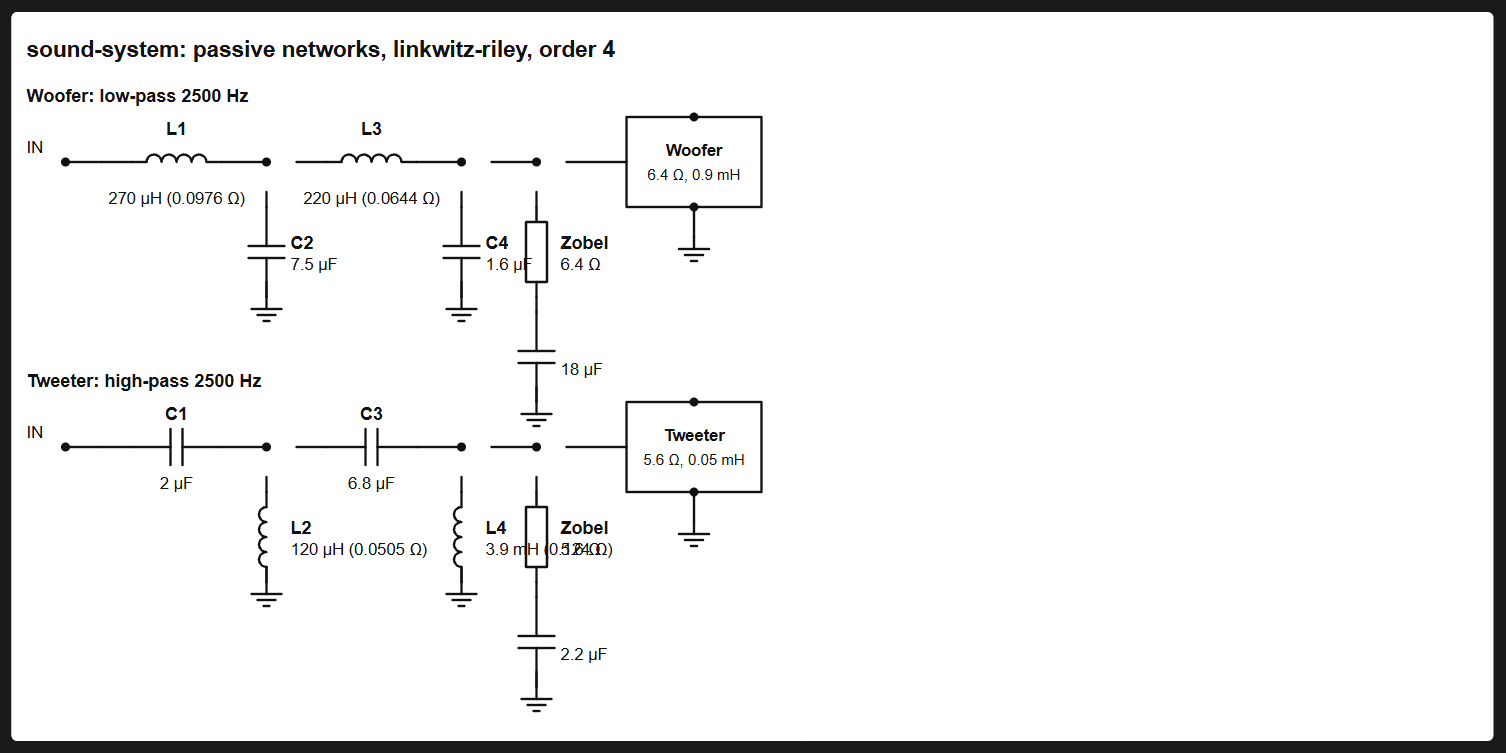 sound-system: passive networks, linkwitz-riley, order 4
Woofer: low-pass 2500 Hz
L1
L3
IN
Woofer
6.4 Ω, 0.9 mH
270 µH (0.0976 Ω)
220 µH (0.0644 Ω)
C2
7.5 µF
C4
1.6 µF
Zobel
6.4 Ω
18 µF
Tweeter: high-pass 2500 Hz
C1
C3
IN
Tweeter
5.6 Ω, 0.05 mH
2 µF
6.8 µF
L2
120 µH (0.0505 Ω)
L4
3.9 mH
Zobel
2.2 µF